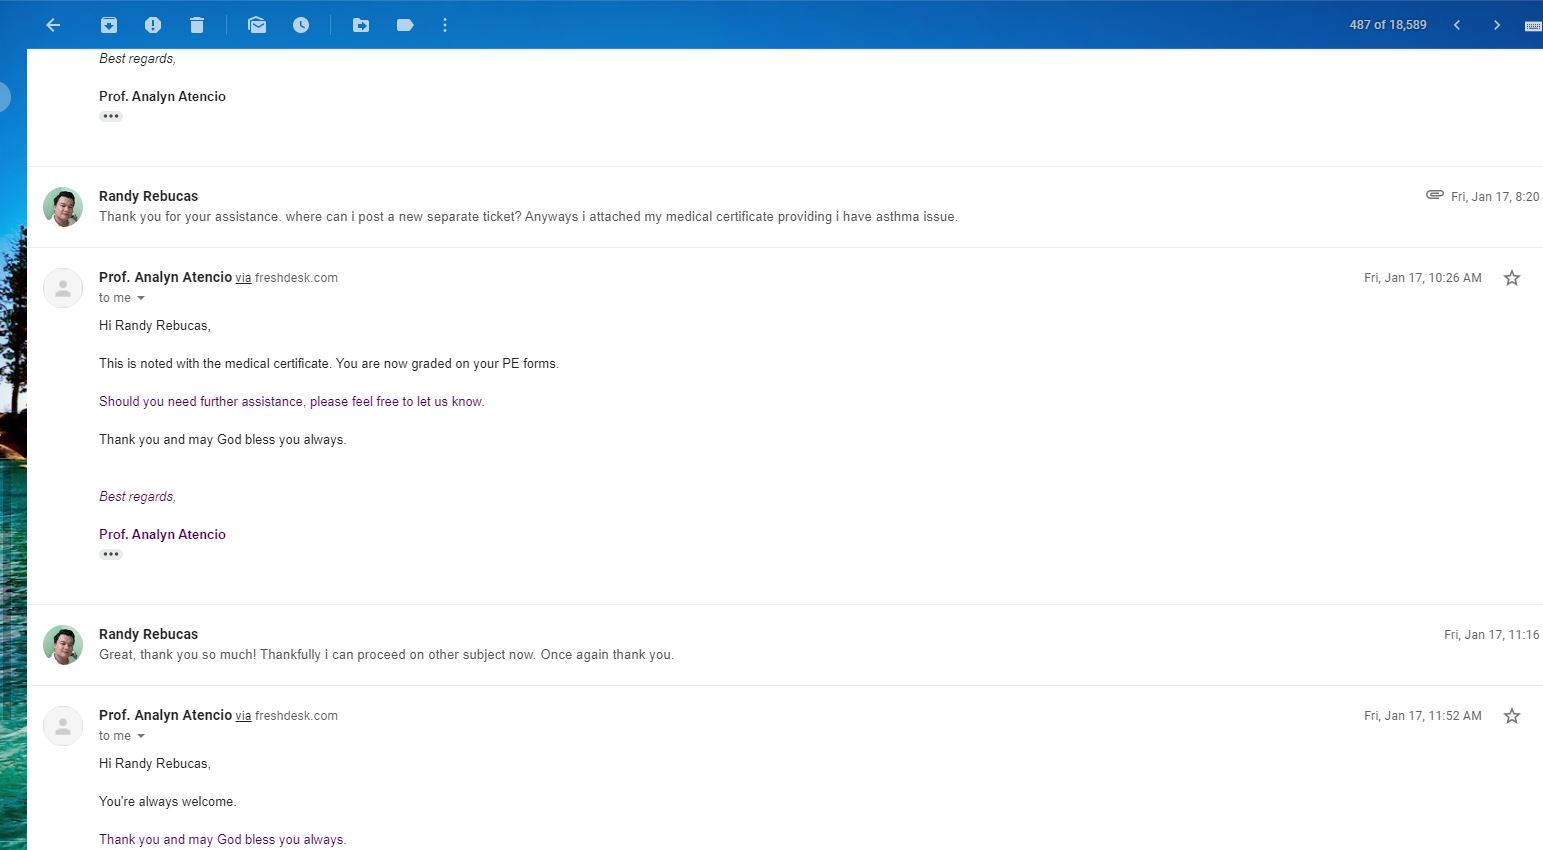 487 of 18,589
Best regards,
Prof. Analyn Atencio
Randy Rebucas
Fri, Jan 17, 8:20
Thank you for your assistance. where can i post a new separate ticket? Anyways i attached my medical certificate providing i have asthma issue.
Prof. Analyn Atencio via freshdesk.com
Fri, Jan 17, 10:26 AM
to me
Hi Randy Rebucas,
This is noted with the medical certificate. You are now graded on your PE forms.
Should you need further assistance, please feel free to let us know.
Thank you and may God bless you always.
Best regards,
Prof. Analyn Atencio
Randy Rebucas
Fri, Jan 17, 11:16
Great, thank you so much! Thankfully i can proceed on other subject now. Once again thank you.
Prof. Analyn Atencio via freshdesk.com
Fri, Jan 17, 11:52 AM
to me
Hi Randy Rebucas,
You're always welcome.
Thank you and may God bless you always.